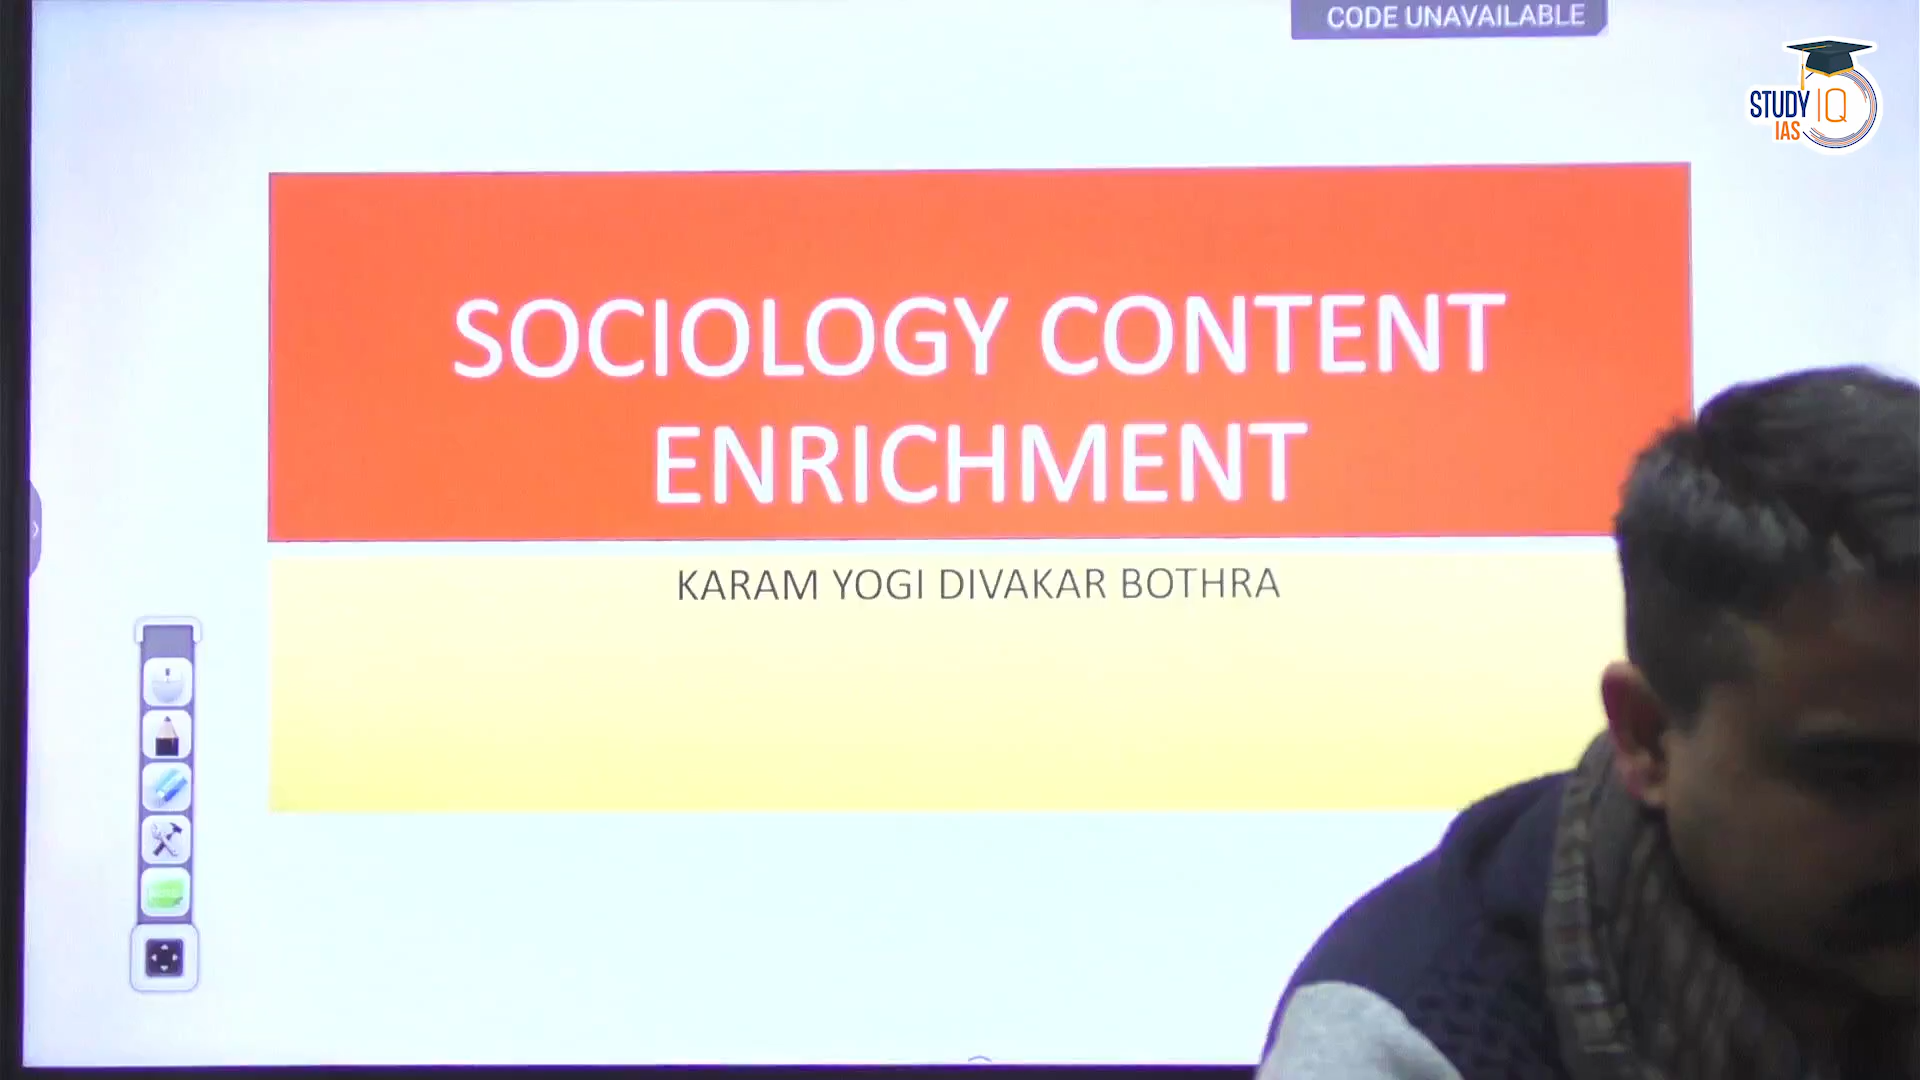 CODE UNAVAILABLE
STUDY IQ
IAS
SOCIOLOGY CONTENT
ENRICHMENT
KARAM YOGI DIVAKAR BOTHRA